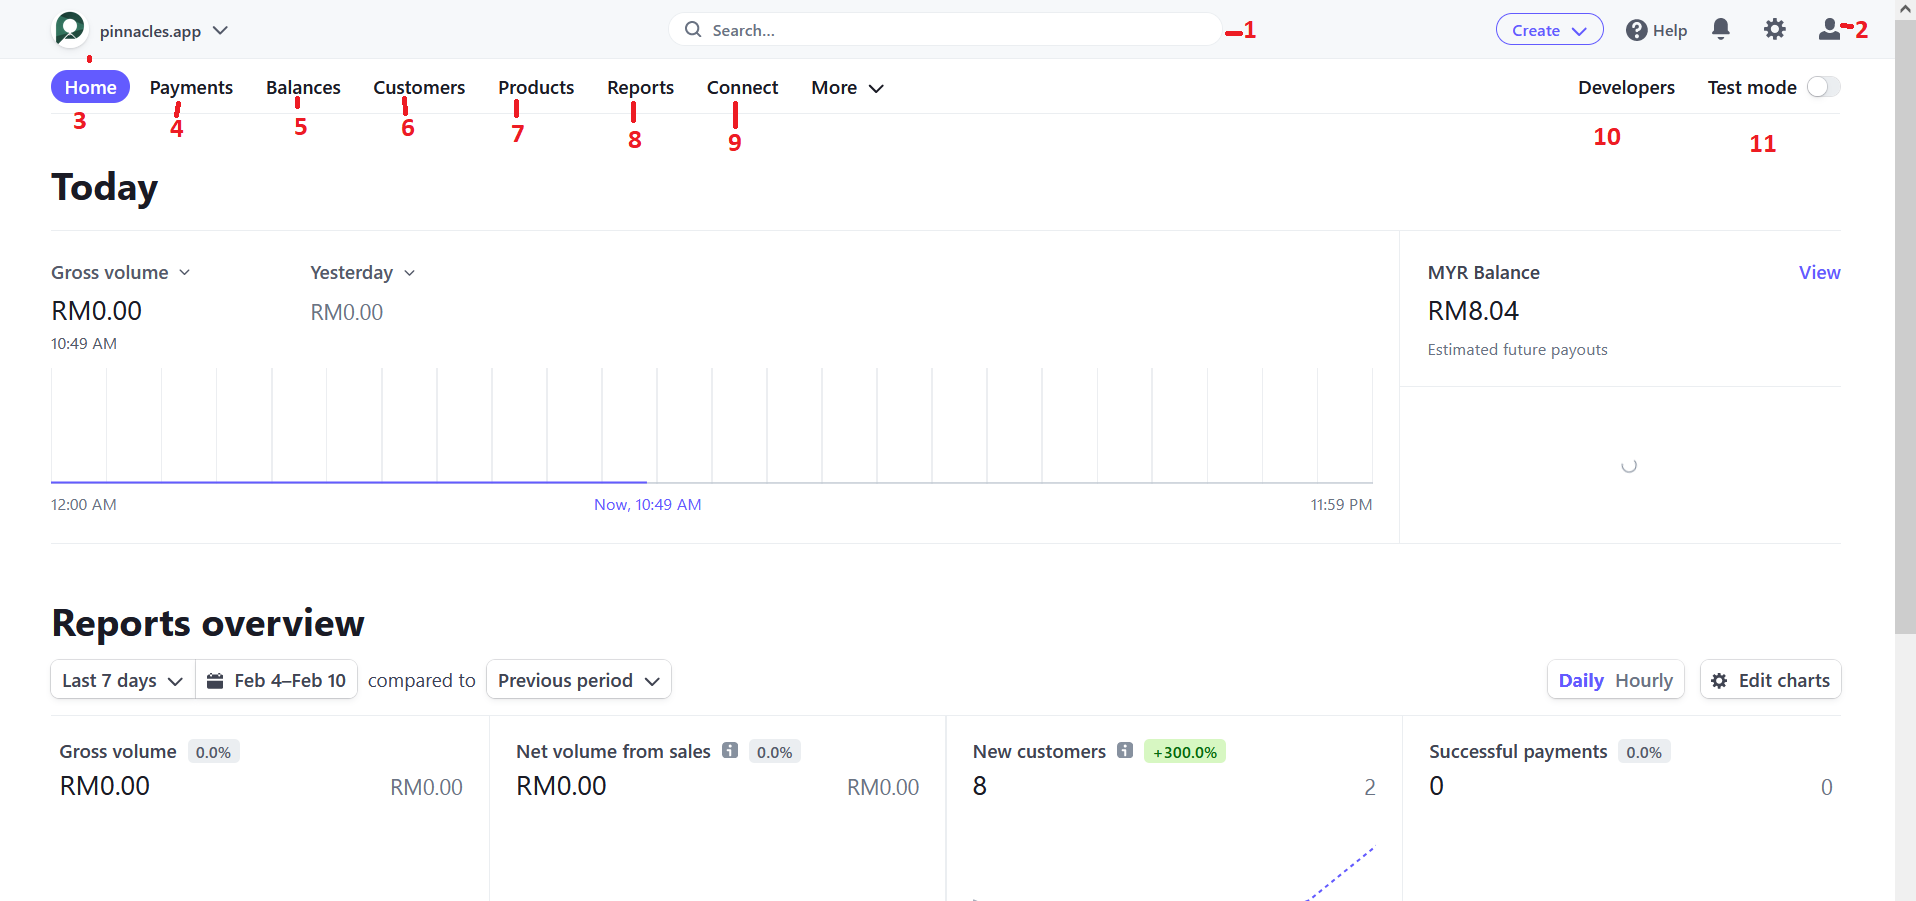 pinnacles.app
Search...
1
Create
Help
2
Home
Payments
Balances
Customers
Products
Reports
Connect
More
Developers
Test mode
3
4
5
6
7
8
9
10
11
Today
Gross volume
Yesterday
MYR Balance
View
RM0.00
RM0.00
RM8.04
10:49 AM
Estimated future payouts
12:00 AM
Now, 10:49 AM
11:59 PM
Reports overview
Last 7 days
Feb 4–Feb 10
compared to
Previous period
Daily
Hourly
Edit charts
Gross volume
0.0%
RM0.00
RM0.00
Net volume from sales
0.0%
RM0.00
RM0.00
New customers
+300.0%
8
2
Successful payments
0.0%
0
0